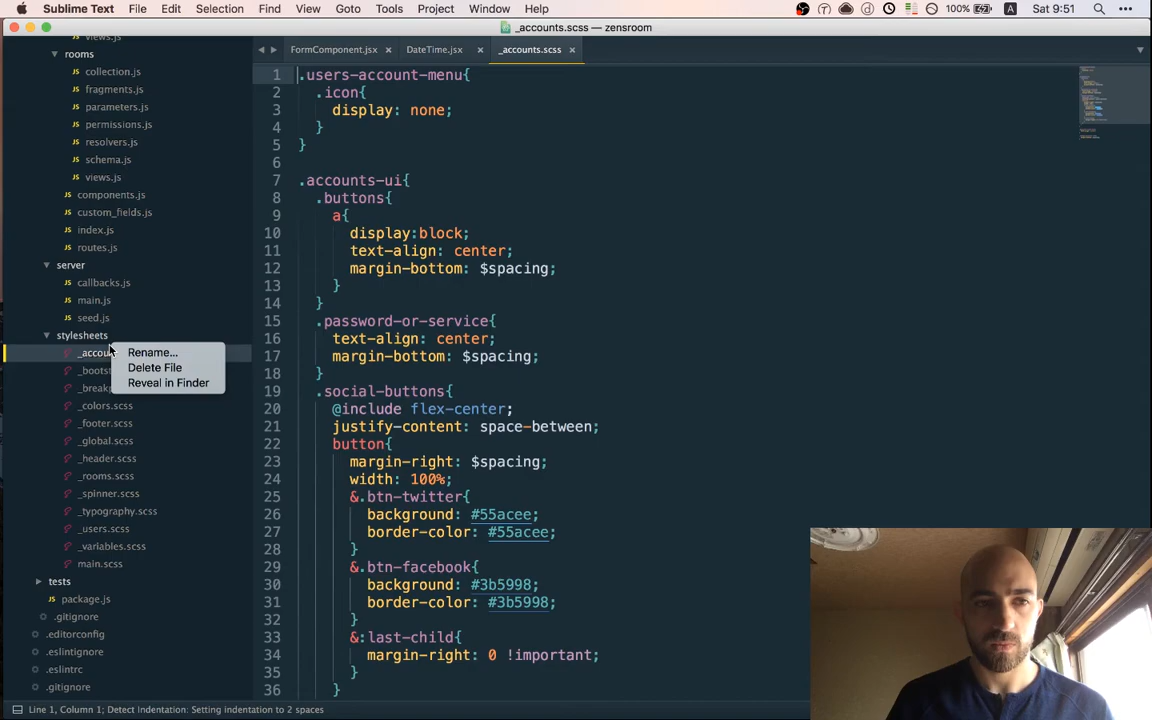 Sublime Text File Edit Selection Find View Goto Tools Project Window Help 100% A Sat 9:51
_accounts.scss — zensroom
FormComponent.jsx DateTime.jsx _accounts.scss
views.js
rooms
collection.js
fragments.js
parameters.js
permissions.js
resolvers.js
schema.js
views.js
components.js
custom_fields.js
index.js
routes.js
server
callbacks.js
main.js
seed.js
stylesheets
_accou
_bootst
_breakp
_colors.scss
_footer.scss
_global.scss
_header.scss
_rooms.scss
_spinner.scss
_typography.scss
_users.scss
_variables.scss
main.scss
tests
package.js
.gitignore
.editorconfig
.eslintignore
.eslintrc
.gitignore
Rename...
Delete File
Reveal in Finder
1 .users-account-menu{
2 .icon{
3 display: none;
4 }
5 }
6
7 .accounts-ui{
8 .buttons{
9 a{
10 display:block;
11 text-align: center;
12 margin-bottom: $spacing;
13 }
14 }
15 .password-or-service{
16 text-align: center;
17 margin-bottom: $spacing;
18 }
19 .social-buttons{
20 @include flex-center;
21 justify-content: space-between;
22 button{
23 margin-right: $spacing;
24 width: 100%;
25 &.btn-twitter{
26 background: #55acee;
27 border-color: #55acee;
28 }
29 &.btn-facebook{
30 background: #3b5998;
31 border-color: #3b5998;
32 }
33 &:last-child{
34 margin-right: 0 !important;
35 }
36 }
Line 1, Column 1; Detect Indentation: Setting indentation to 2 spaces